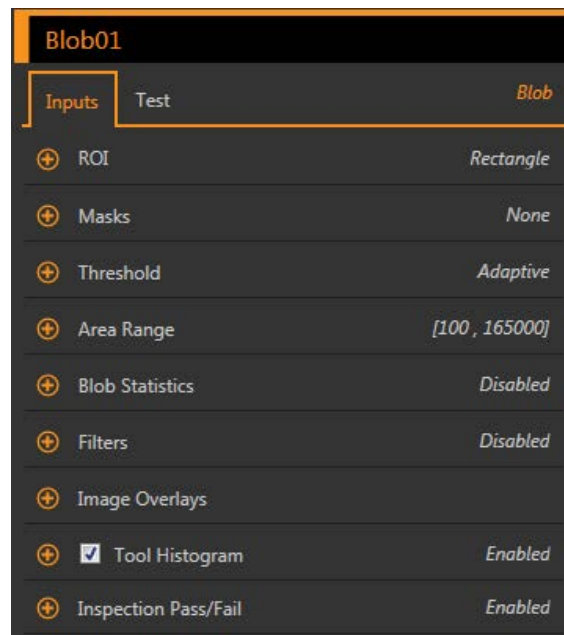 Blob01
Inputs Test Blob
ROI Rectangle
Masks None
Threshold Adaptive
Area Range [100 , 165000]
Blob Statistics Disabled
Filters Disabled
Image Overlays
Tool Histogram Enabled
Inspection Pass/Fail Enabled